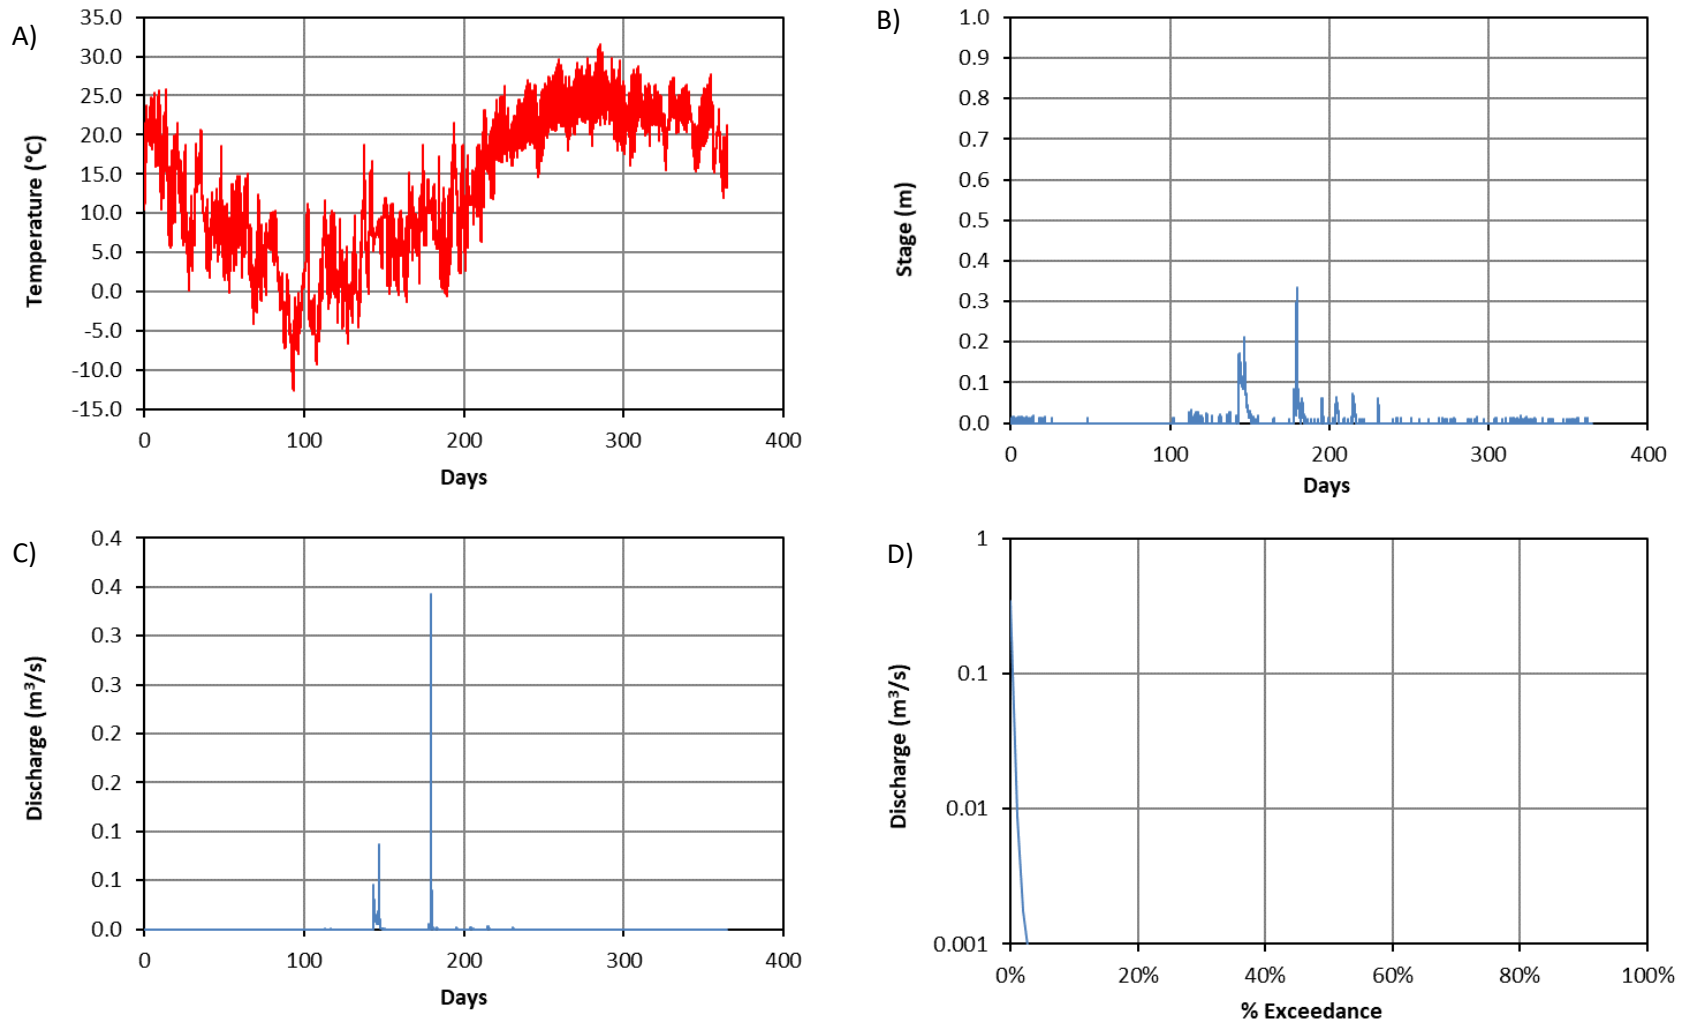 A)
35.0
30.0
25.0
20.0
15.0
10.0
5.0
0.0
-5.0
-10.0
-15.0
Temperature (°C)
0 100 200 300 400
Days
B)
1.0
0.9
0.8
0.7
0.6
0.5
0.4
0.3
0.2
0.1
0.0
Stage (m)
0 100 200 300 400
Days
C)
0.4
0.4
0.3
0.3
0.2
0.2
0.1
0.1
0.0
Discharge (m³/s)
0 100 200 300 400
Days
D)
1
0.1
0.01
0.001
Discharge (m³/s)
0% 20% 40% 60% 80% 100%
% Exceedance